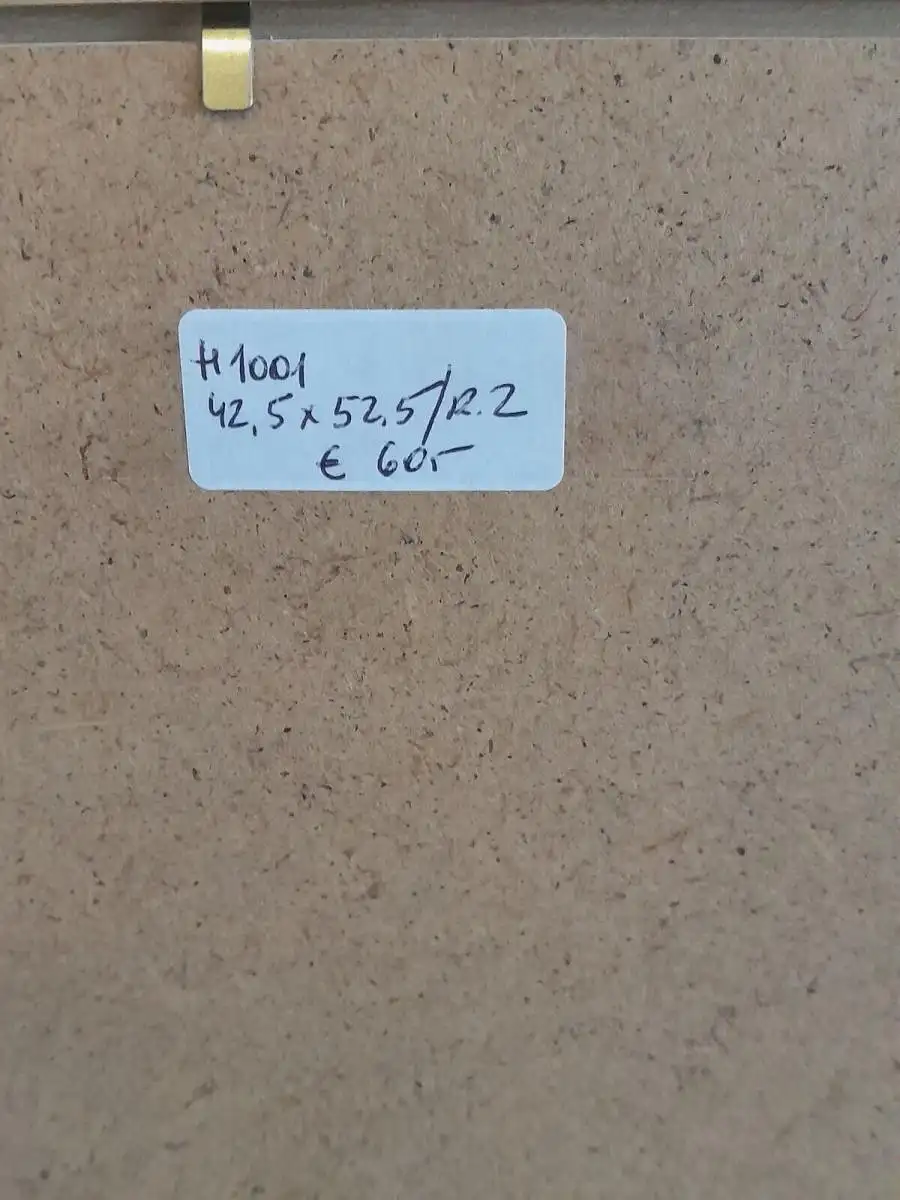 H1001
42,5 x 52,5/R.2
€ 60,-